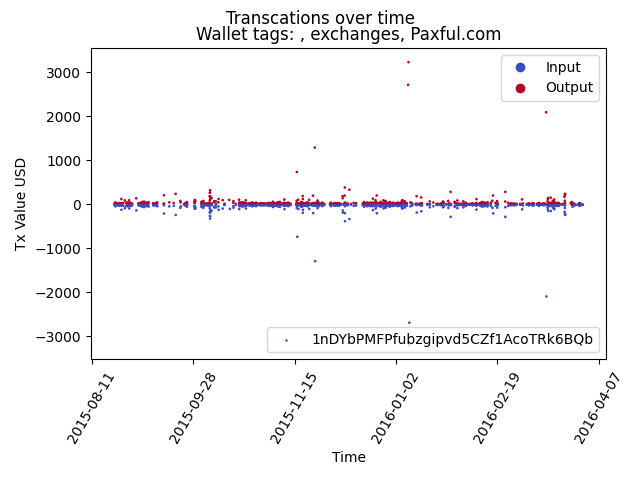 Transcations over time
Wallet tags: , exchanges, Paxful.com
Input
Output
3000
2000
1000
0
−1000
−2000
−3000
Tx Value USD
1nDYbPMFPfubzgipvd5CZf1AcoTRk6BQb
2015-08-11
2015-09-28
2015-11-15
2016-01-02
2016-02-19
2016-04-07
Time